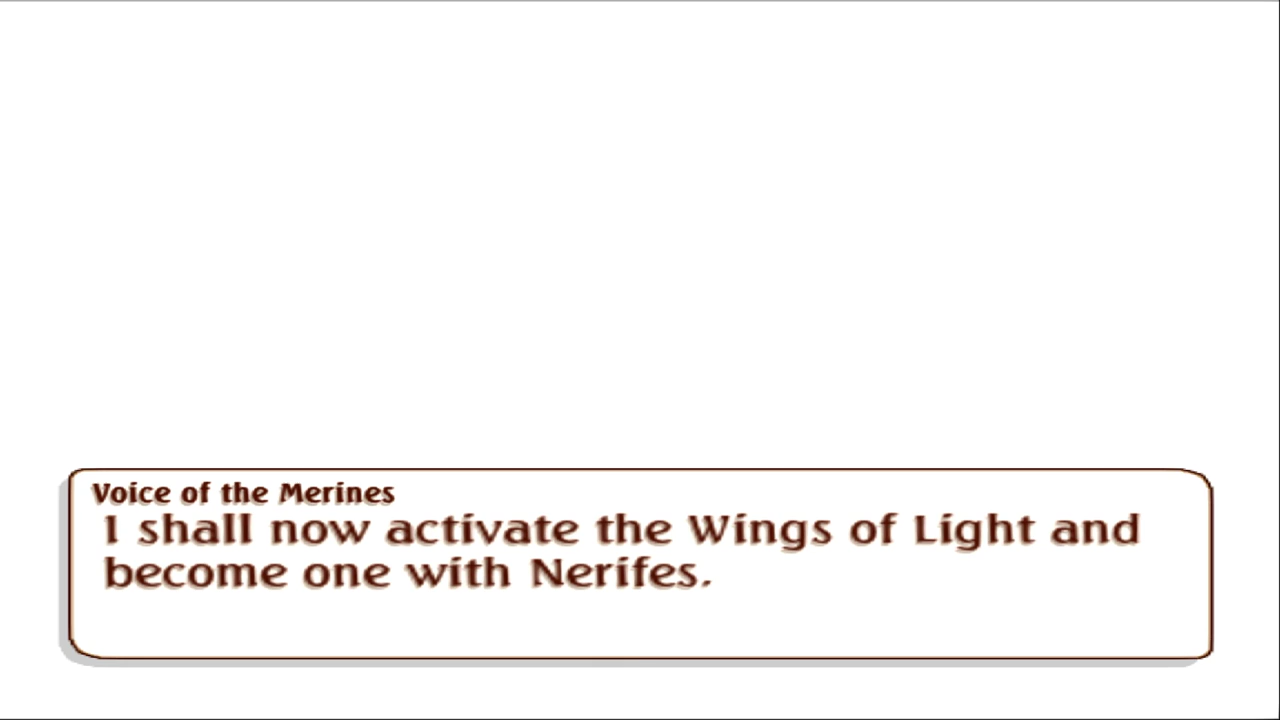 Voice of the Merines
I shall now activate the Wings of Light and
become one with Nerifes.